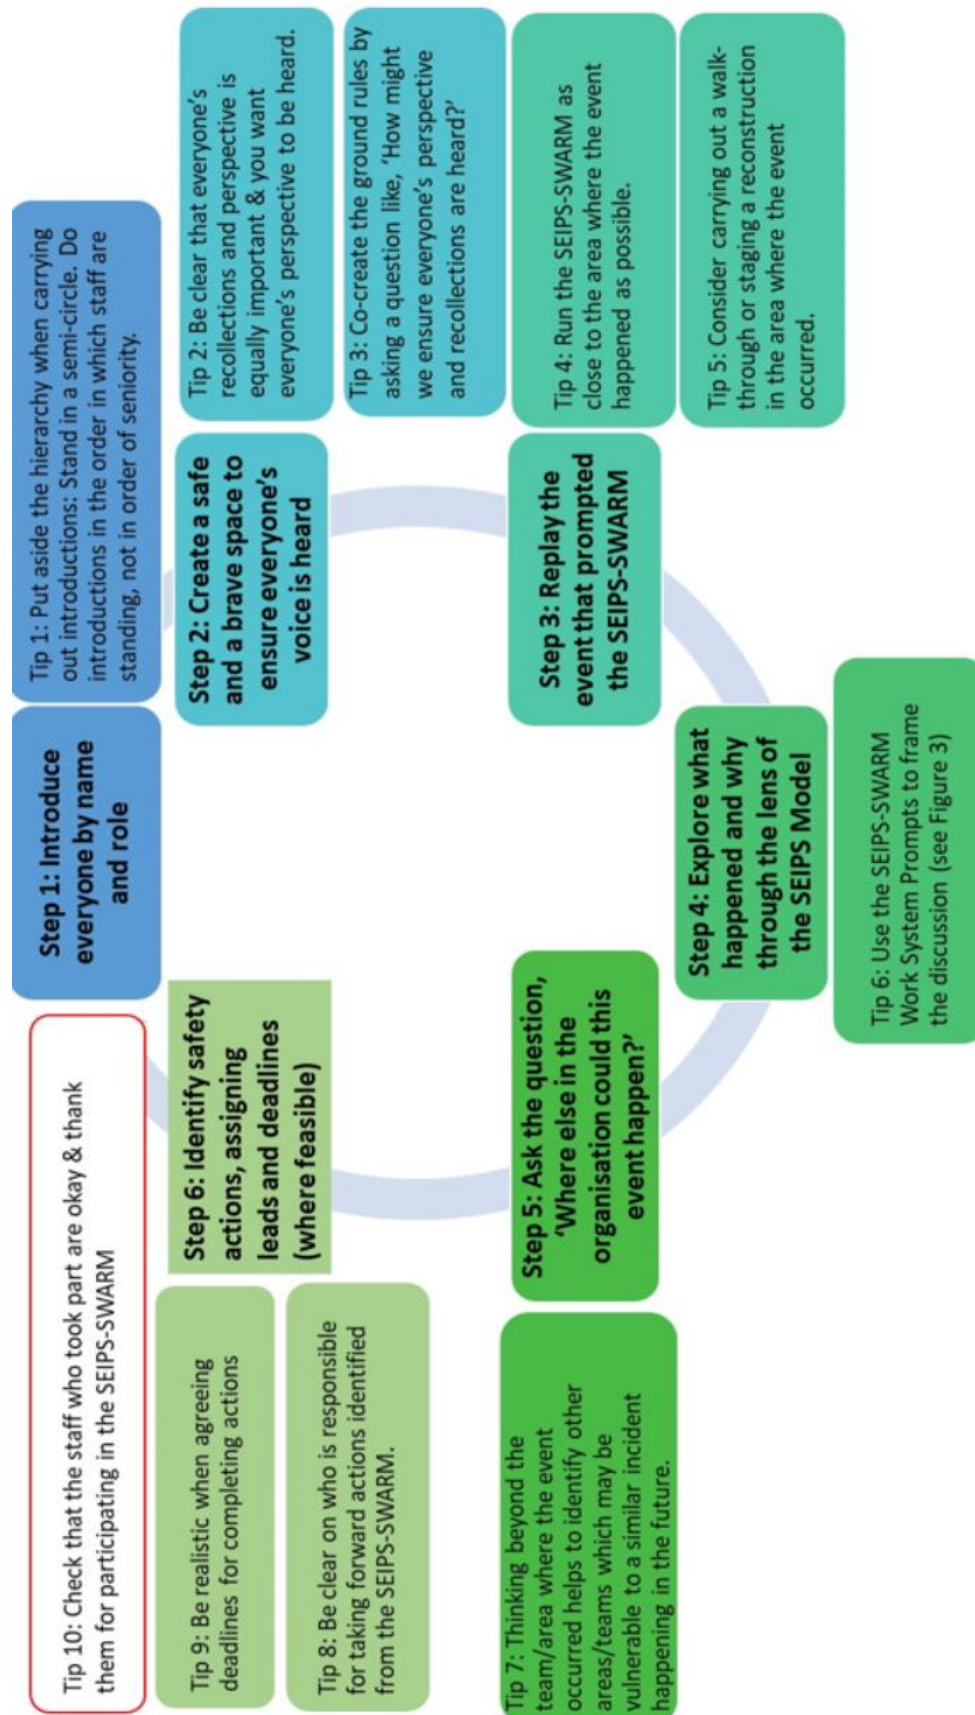 Step 1: Introduce
everyone by name
and role
Tip 1: Put aside the hierarchy when carrying
out introductions: Stand in a semi-circle. Do
introductions in the order in which staff are
standing, not in order of seniority.
Step 2: Create a safe
and a brave space to
ensure everyone’s
voice is heard
Tip 2: Be clear that everyone’s
recollections and perspective is
equally important & you want
everyone’s perspective to be heard.
Tip 3: Co-create the ground rules by
asking a question like, ‘How might
we ensure everyone’s perspective
and recollections are heard?’
Step 3: Replay the
event that prompted
the SEIPS-SWARM
Tip 4: Run the SEIPS-SWARM as
close to the area where the event
happened as possible.
Tip 5: Consider carrying out a walk-
through or staging a reconstruction
in the area where the event
occurred.
Step 4: Explore what
happened and why
through the lens of
the SEIPS Model
Tip 6: Use the SEIPS-SWARM
Work System Prompts to frame
the discussion (see Figure 3)
Step 5: Ask the question,
‘Where else in the
organisation could this
event happen?’
Tip 7: Thinking beyond the
team/area where the event
occurred helps to identify other
areas/teams which may be
vulnerable to a similar incident
happening in the future.
Step 6: Identify safety
actions, assigning
leads and deadlines
(where feasible)
Tip 8: Be clear on who is responsible
for taking forward actions identified
from the SEIPS-SWARM.
Tip 9: Be realistic when agreeing
deadlines for completing actions
Tip 10: Check that the staff who took part are okay & thank
them for participating in the SEIPS-SWARM